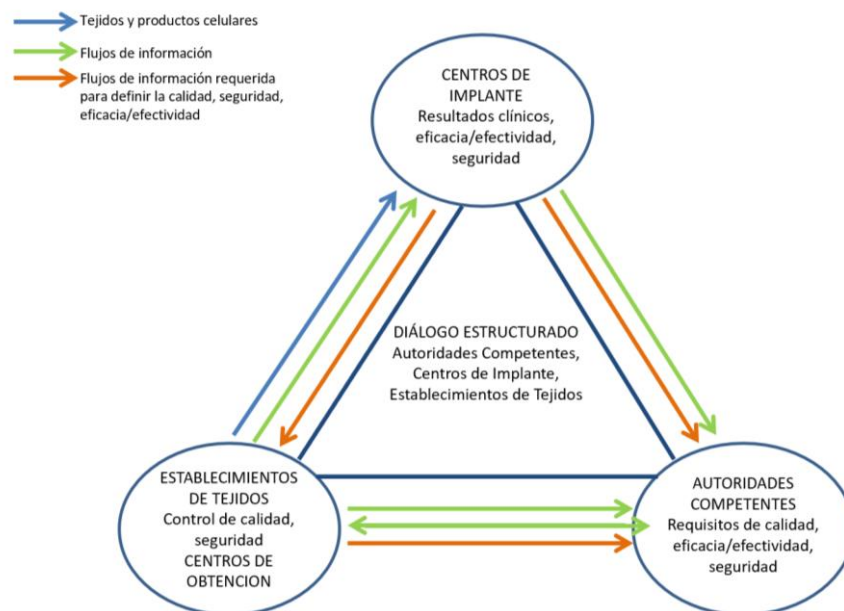 Tejidos y productos celulares
Flujos de información
Flujos de información requerida
para definir la calidad, seguridad,
eficacia/efectividad
CENTROS DE
IMPLANTE
Resultados clínicos,
eficacia/efectividad,
seguridad
DIÁLOGO ESTRUCTURADO
Autoridades Competentes,
Centros de Implante,
Establecimientos de Tejidos
ESTABLECIMIENTOS
DE TEJIDOS
Control de calidad,
seguridad
CENTROS DE
OBTENCION
AUTORIDADES
COMPETENTES
Requisitos de calidad,
eficacia/efectividad,
seguridad